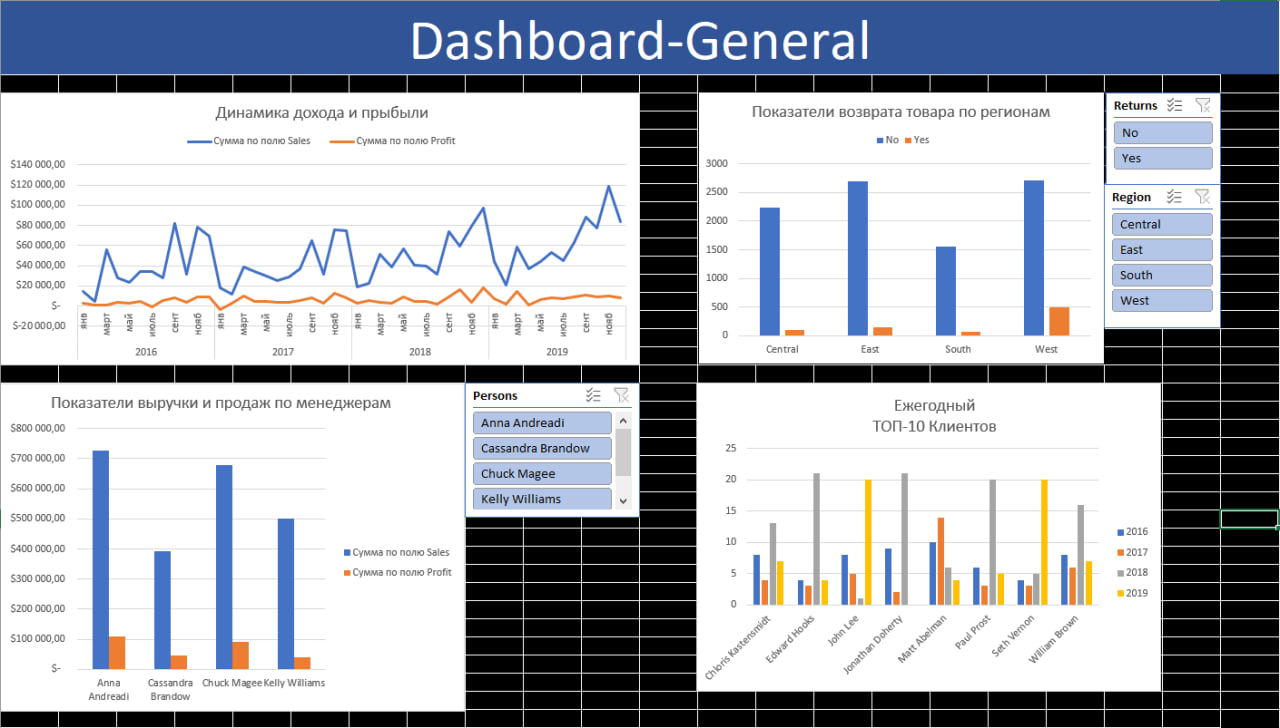 Dashboard-General
Динамика дохода и прыбыли
Сумма по полю Sales
Сумма по полю Profit
$140 000,00
$120 000,00
$100 000,00
$80 000,00
$60 000,00
$40 000,00
$20 000,00
$-
$-20 000,00
янв март май июль сент нояб янв март май июль сент нояб янв март май июль сент нояб янв март май июль сент нояб
2016 2017 2018 2019
Показатели возврата товара по регионам
No Yes
3000
2500
2000
1500
1000
500
0
Central East South West
Returns
No
Yes
Region
Central
East
South
West
Показатели выручки и продаж по менеджерам
$800 000,00
$700 000,00
$600 000,00
$500 000,00
$400 000,00
$300 000,00
$200 000,00
$100 000,00
$-
Anna Andreadi
Cassandra Brandow
Chuck Magee
Kelly Williams
Сумма по полю Sales
Сумма по полю Profit
Persons
Anna Andreadi
Cassandra Brandow
Chuck Magee
Kelly Williams
Ежегодный
ТОП-10 Клиентов
25
20
15
10
5
0
Chloris Kastensmidt
Edward Hooks
John Lee
Jonathan Doherty
Matt Abelman
Paul Prost
Seth Vernon
William Brown
2016
2017
2018
2019